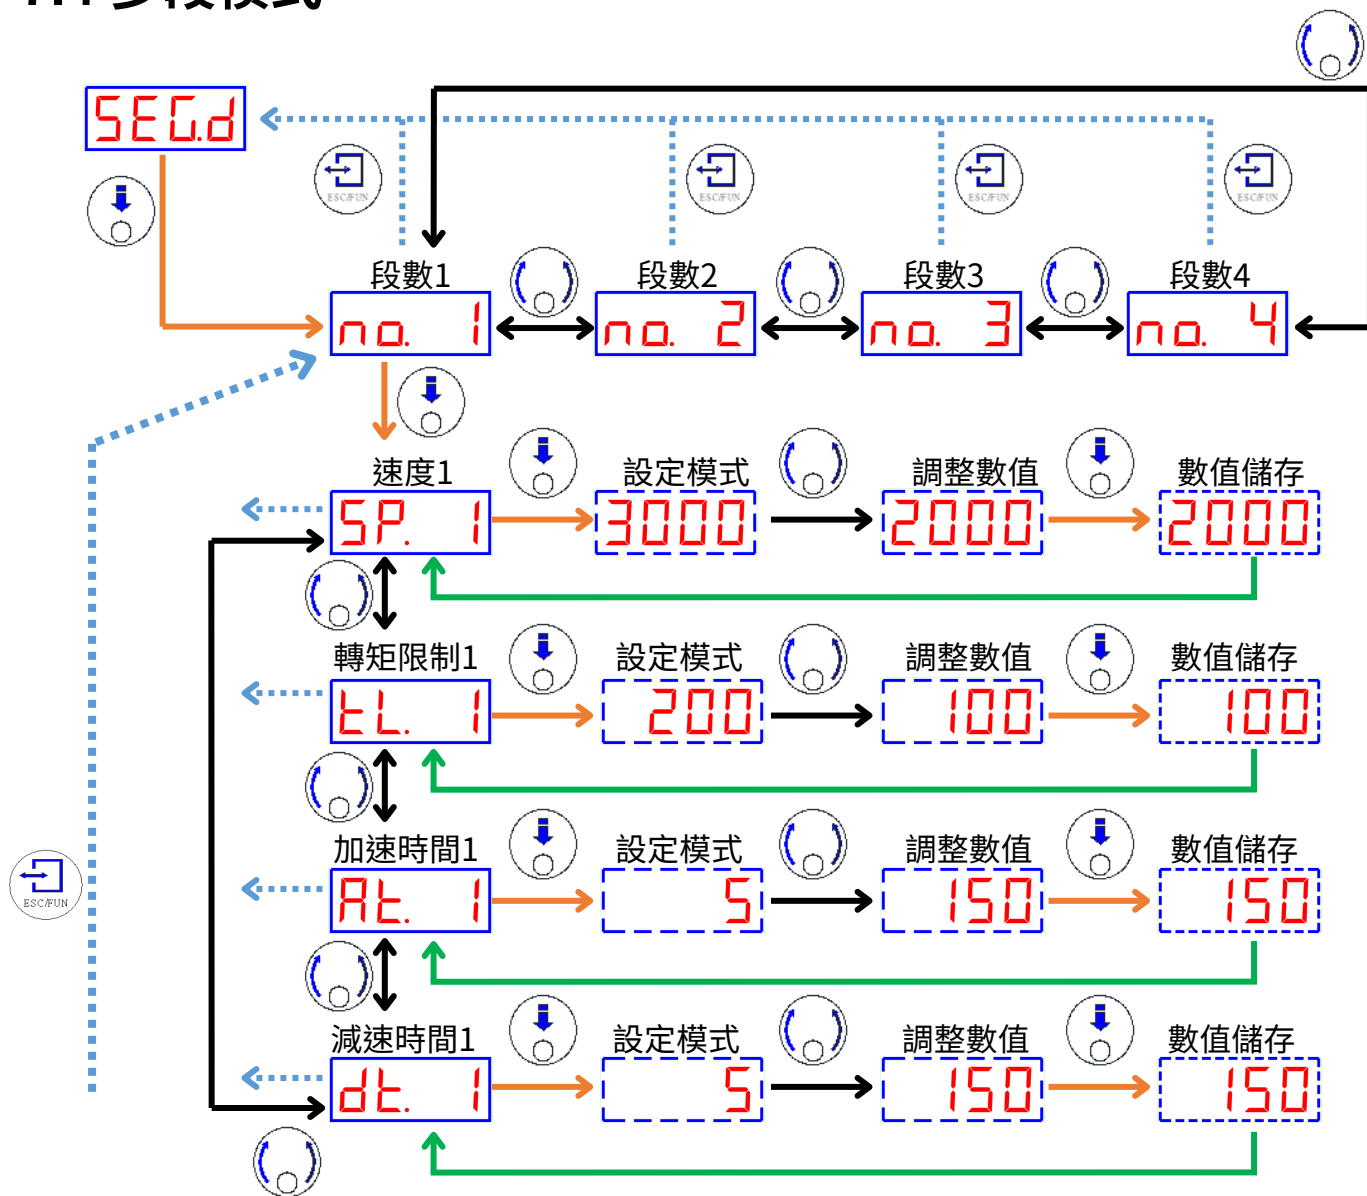 SEG.d
ESC/FUN ESC/FUN ESC/FUN ESC/FUN
段數1 段數2 段數3 段數4
no. 1 no. 2 no. 3 no. 4
速度1 設定模式 調整數值 數值儲存
SP. 1 3000 2000 2000
轉矩限制1 設定模式 調整數值 數值儲存
tL. 1 200 100 100
加速時間1 設定模式 調整數值 數值儲存
At. 1 5 150 150
ESC/FUN
減速時間1 設定模式 調整數值 數值儲存
dt. 1 5 150 150